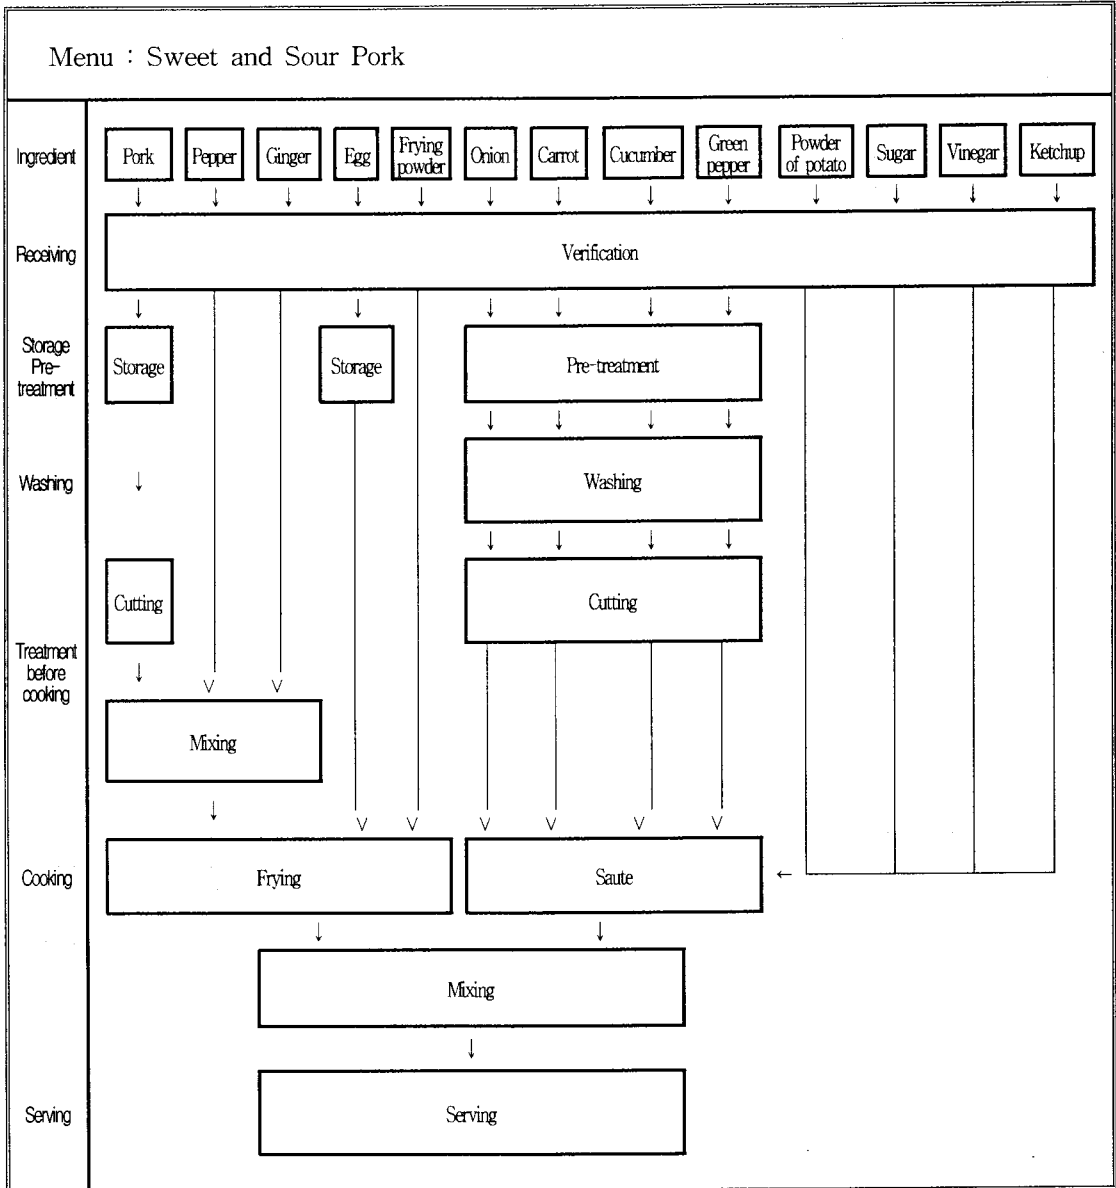 Menu : Sweet and Sour Pork
Ingredient
Pork
Pepper
Ginger
Egg
Frying
powder
Onion
Carrot
Cucumber
Green
pepper
Powder
of potato
Sugar
Vinegar
Ketchup
Receiving
Verification
Storage
Pre-
treatment
Storage
Storage
Pre-treatment
Washing
Washing
Cutting
Cutting
Treatment
before
cooking
Mixing
Cooking
Frying
Saute
Mixing
Serving
Serving